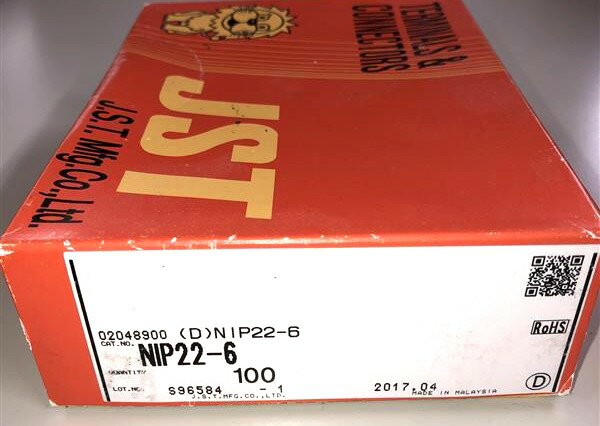 TERMINALS &
CONNECTORS
JST
J.S.T. Mfg.Co.,Ltd.
02048900 (D)NIP22-6
CAT.NO. NIP22-6
QUANTITY 100
LOT.NO. S96584 -1 2017.04
J.S.T.MFG.CO.,LTD. MADE IN MALAYSIA
RoHS
D